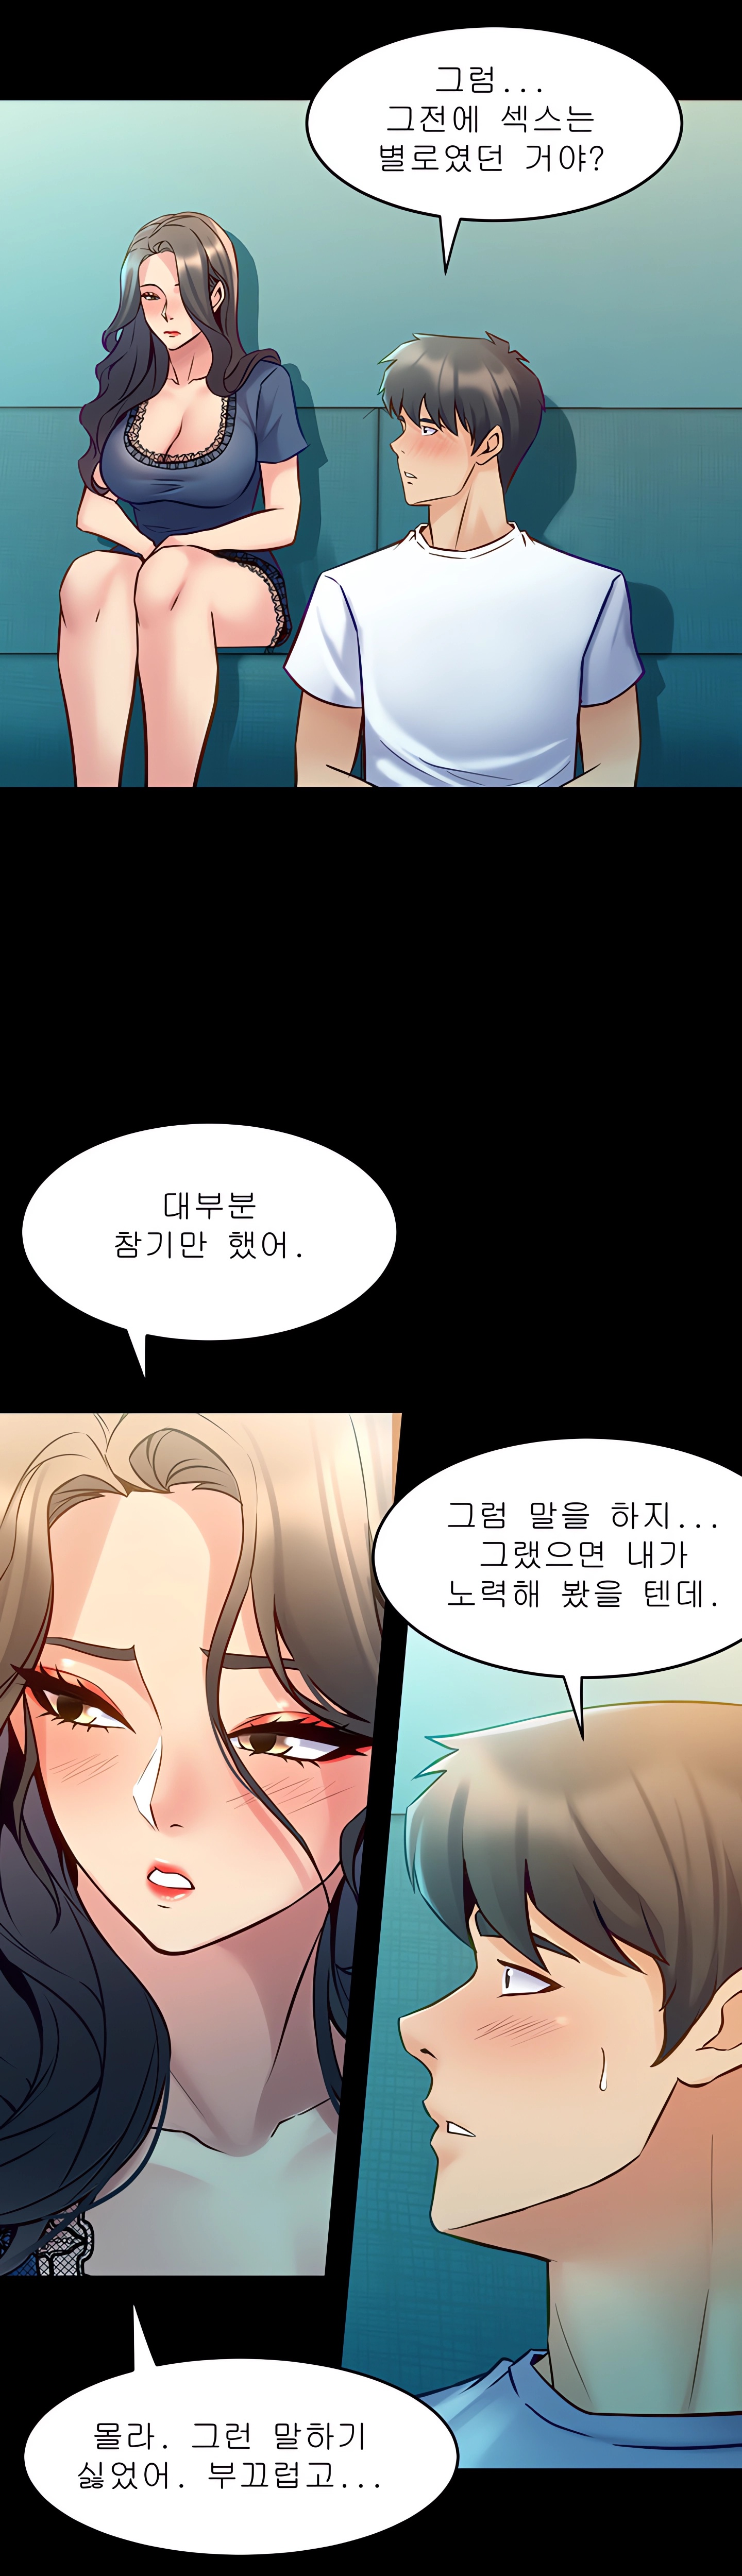 그럼...
그전에 섹스는
별로였던 거야?
대부분
참기만 했어.
그럼 말을 하지...
그랬으면 내가
노력해 봤을 텐데.
몰라. 그런 말하기
싫었어. 부끄럽고...